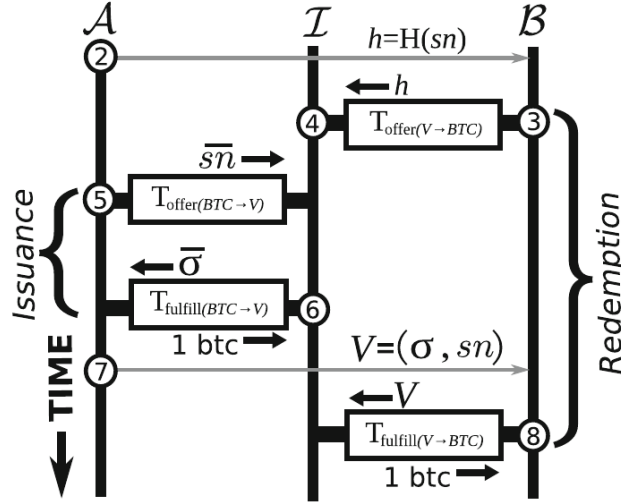 𝒜 ℐ ℬ
② h=H(sn)
h
④ T_offer(V→BTC) ③
s̅n̅
⑤ T_offer(BTC→V)
σ̅
T_fulfill(BTC→V) ⑥
1 btc
⑦ V=(σ, sn)
V
T_fulfill(V→BTC) ⑧
1 btc
Issuance
TIME
Redemption